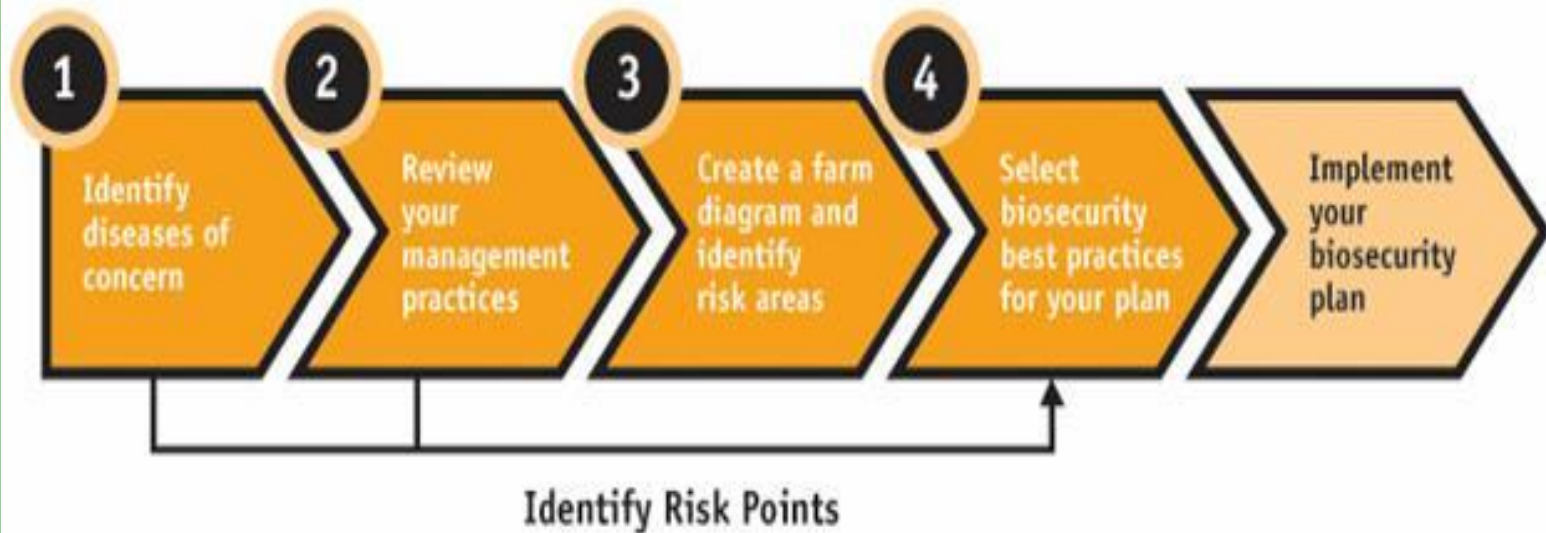 1
Identify
diseases of
concern
2
Review
your
management
practices
3
Create a farm
diagram and
identify
risk areas
4
Select
biosecurity
best practices
for your plan
Implement
your
biosecurity
plan
Identify Risk Points